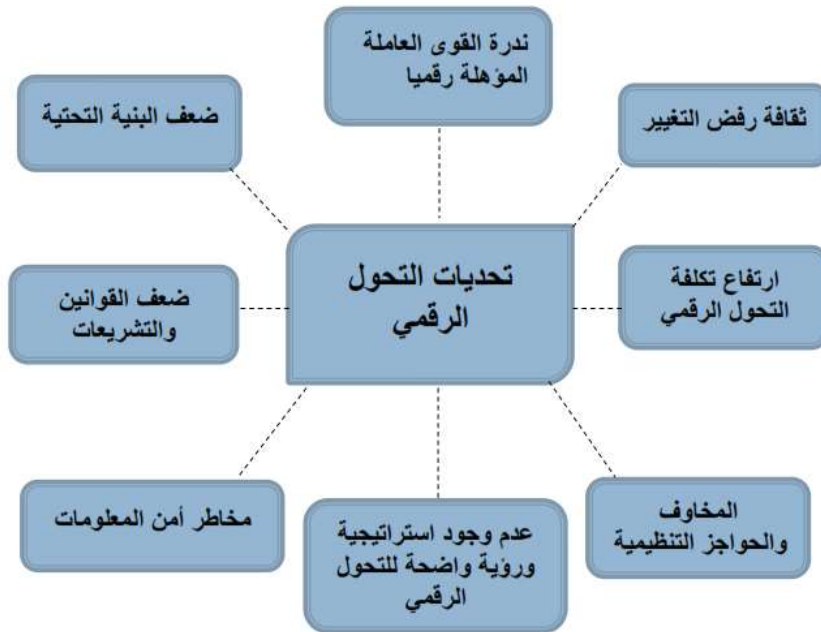 ندرة القوى العاملة
المؤهلة رقميا
ثقافة رفض التغيير
ضعف البنية التحتية
تحديات التحول
الرقمي
ارتفاع تكلفة
التحول الرقمي
ضعف القوانين
والتشريعات
المخاوف
والحواجز التنظيمية
عدم وجود استراتيجية
ورؤية واضحة للتحول
الرقمي
مخاطر أمن المعلومات